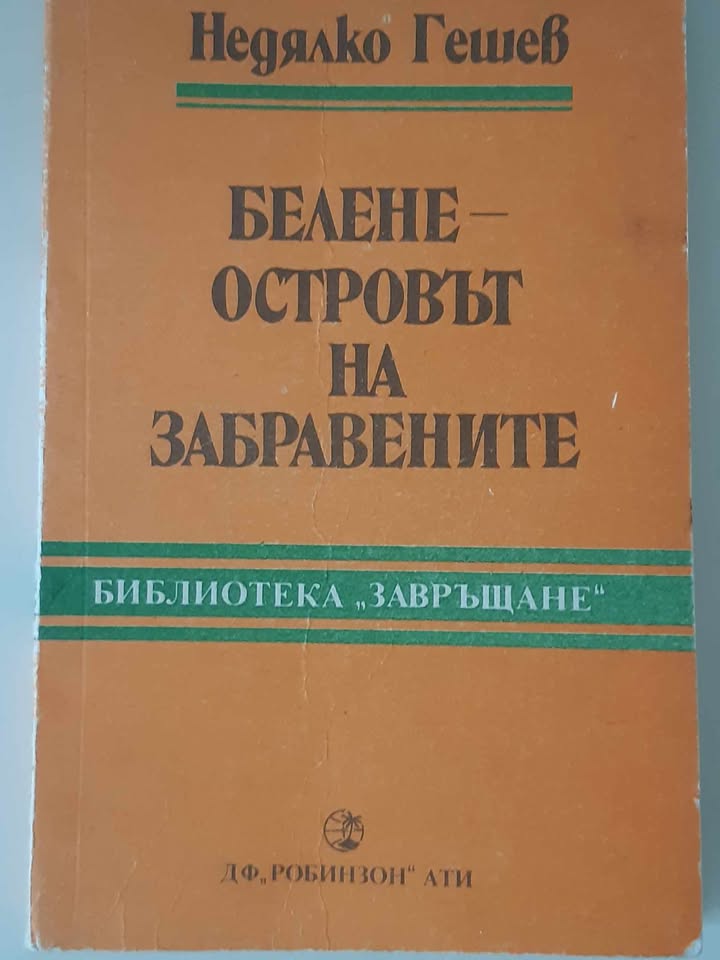 Недялко Гешев
БЕЛЕНЕ –
ОСТРОВЪТ
НА
ЗАБРАВЕНИТЕ
БИБЛИОТЕКА „ЗАВРЪЩАНЕ“
ДФ„РОБИНЗОН“ АТИ